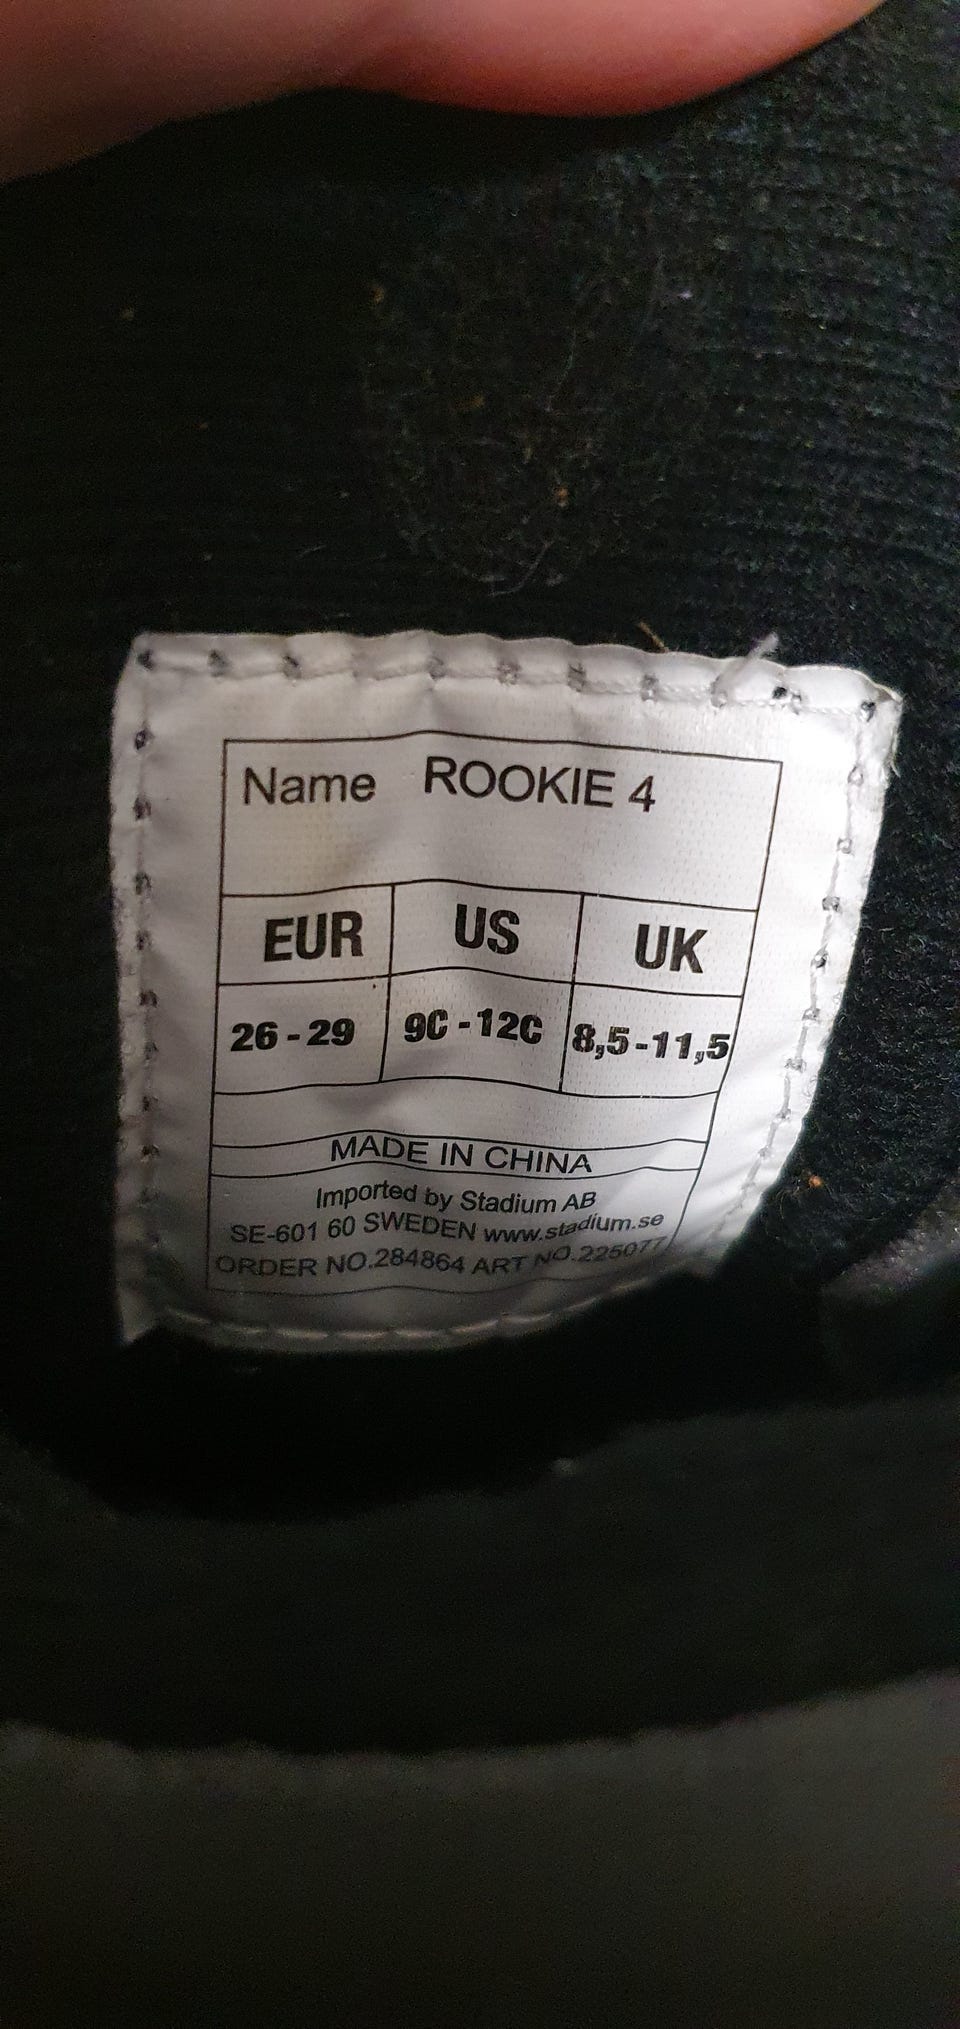 Name ROOKIE 4
EUR US UK
26 - 29 9C - 12C 8,5 - 11,5
MADE IN CHINA
Imported by Stadium AB
SE-601 60 SWEDEN www.stadium.se
ORDER NO.284864 ART NO.225077